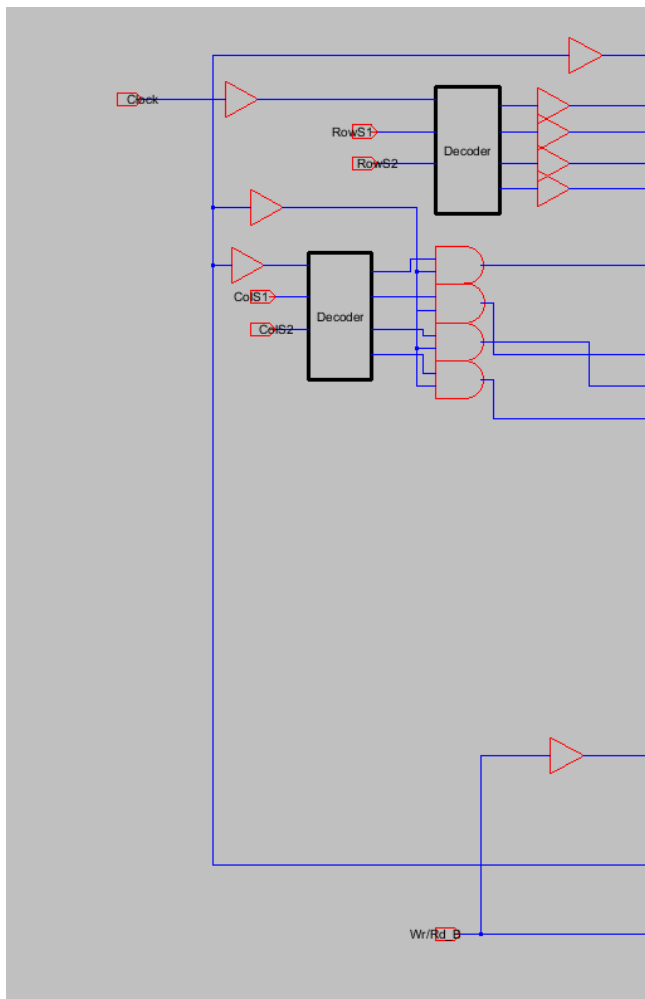 Clock
RowS1
RowS2
Decoder
ColS1
ColS2
Decoder
Wr/Rd_B